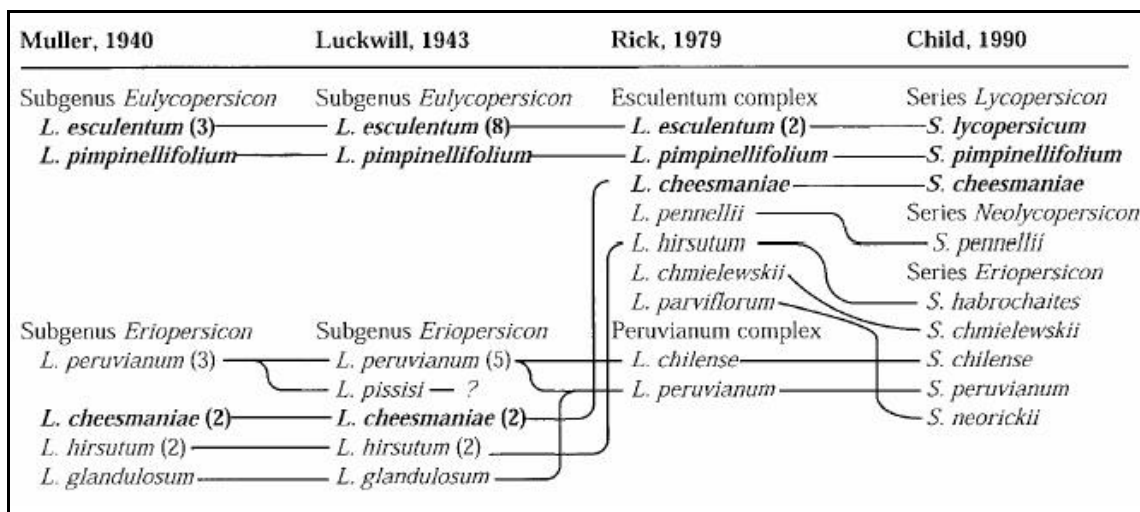 Muller, 1940 Luckwill, 1943 Rick, 1979 Child, 1990
Subgenus Eulycopersicon Subgenus Eulycopersicon Esculentum complex Series Lycopersicon
L. esculentum (3) L. esculentum (8) L. esculentum (2) S. lycopersicum
L. pimpinellifolium L. pimpinellifolium L. pimpinellifolium S. pimpinellifolium
L. cheesmaniae S. cheesmaniae
L. pennellii Series Neolycopersicon
L. hirsutum S. pennellii
L. chmielewskii Series Eriopersicon
L. parviflorum S. habrochaites
Subgenus Eriopersicon Subgenus Eriopersicon Peruvianum complex S. chmielewskii
L. peruvianum (3) L. peruvianum (5) L. chilense S. chilense
L. pissisi ? L. peruvianum S. peruvianum
L. cheesmaniae (2) L. cheesmaniae (2) S. neorickii
L. hirsutum (2) L. hirsutum (2)
L. glandulosum L. glandulosum